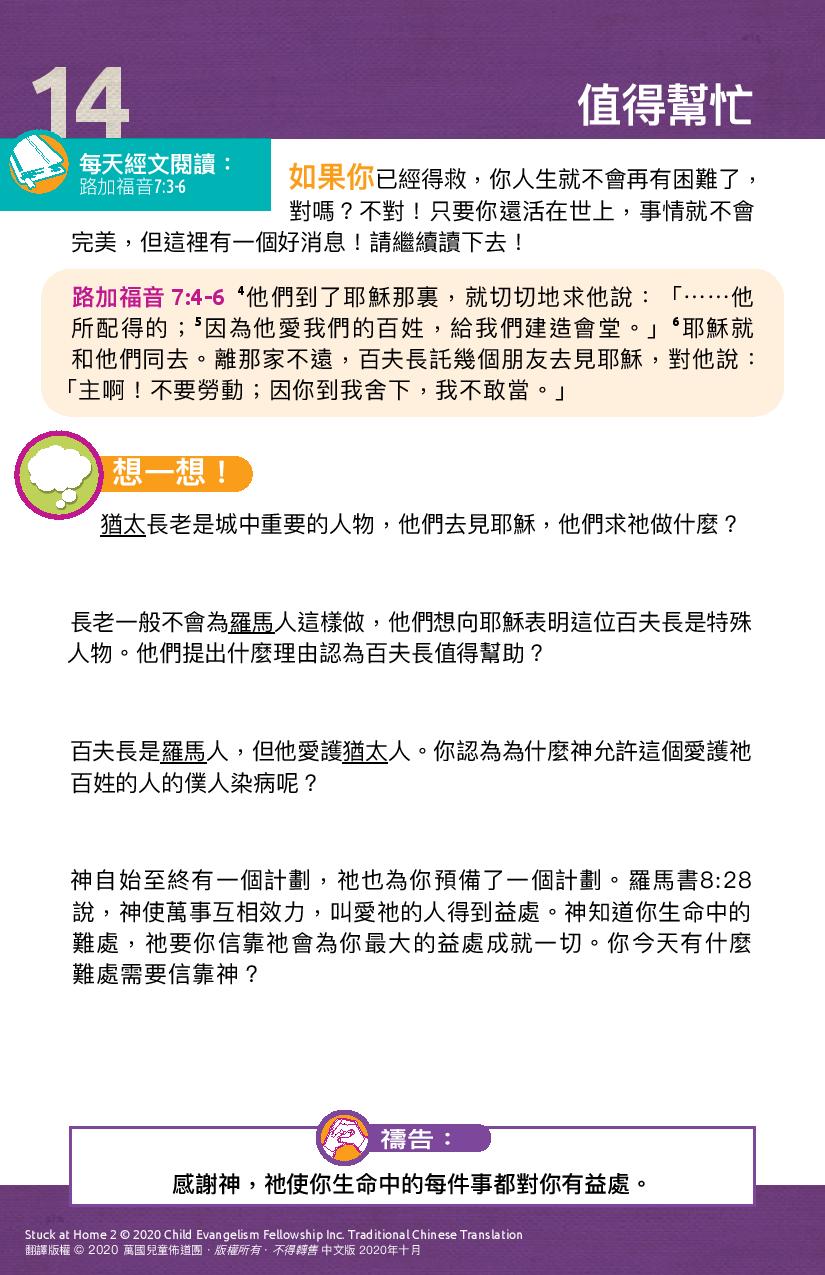 14
值得幫忙
每天經文閱讀：
路加福音7:3-6
如果你已經得救，你人生就不會再有困難了，
對嗎？不對！只要你還活在世上，事情就不會
完美，但這裡有一個好消息！請繼續讀下去！
路加福音 7:4-6 ⁴他們到了耶穌那裏，就切切地求他說：「……他
所配得的；⁵因為他愛我們的百姓，給我們建造會堂。」⁶耶穌就
和他們同去。離那家不遠，百夫長託幾個朋友去見耶穌，對他說：
「主啊！不要勞動；因你到我舍下，我不敢當。」
想一想！
猶太長老是城中重要的人物，他們去見耶穌，他們求祂做什麼？
長老一般不會為羅馬人這樣做，他們想向耶穌表明這位百夫長是特殊
人物。他們提出什麼理由認為百夫長值得幫助？
百夫長是羅馬人，但他愛護猶太人。你認為為什麼神允許這個愛護祂
百姓的人的僕人染病呢？
神自始至終有一個計劃，祂也為你預備了一個計劃。羅馬書8:28
說，神使萬事互相效力，叫愛祂的人得到益處。神知道你生命中的
難處，祂要你信靠祂會為你最大的益處成就一切。你今天有什麼
難處需要信靠神？
禱告：
感謝神，祂使你生命中的每件事都對你有益處。
Stuck at Home 2 © 2020 Child Evangelism Fellowship Inc. Traditional Chinese Translation
翻譯版權 © 2020 萬國兒童佈道團 · 版權所有 · 不得轉售 中文版 2020年十月